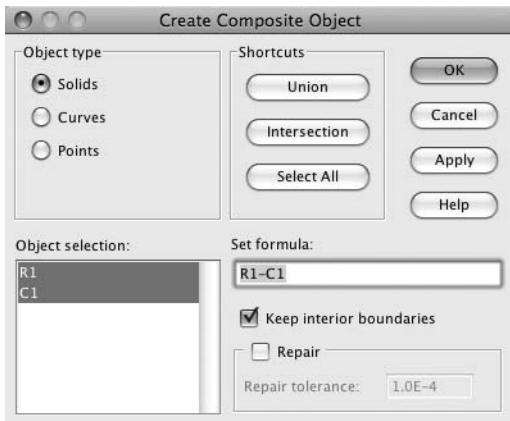 Create Composite Object
Object type
Solids
Curves
Points
Shortcuts
Union
Intersection
Select All
OK
Cancel
Apply
Help
Object selection:
R1
C1
Set formula:
R1-C1
Keep interior boundaries
Repair
Repair tolerance:
1.0E-4